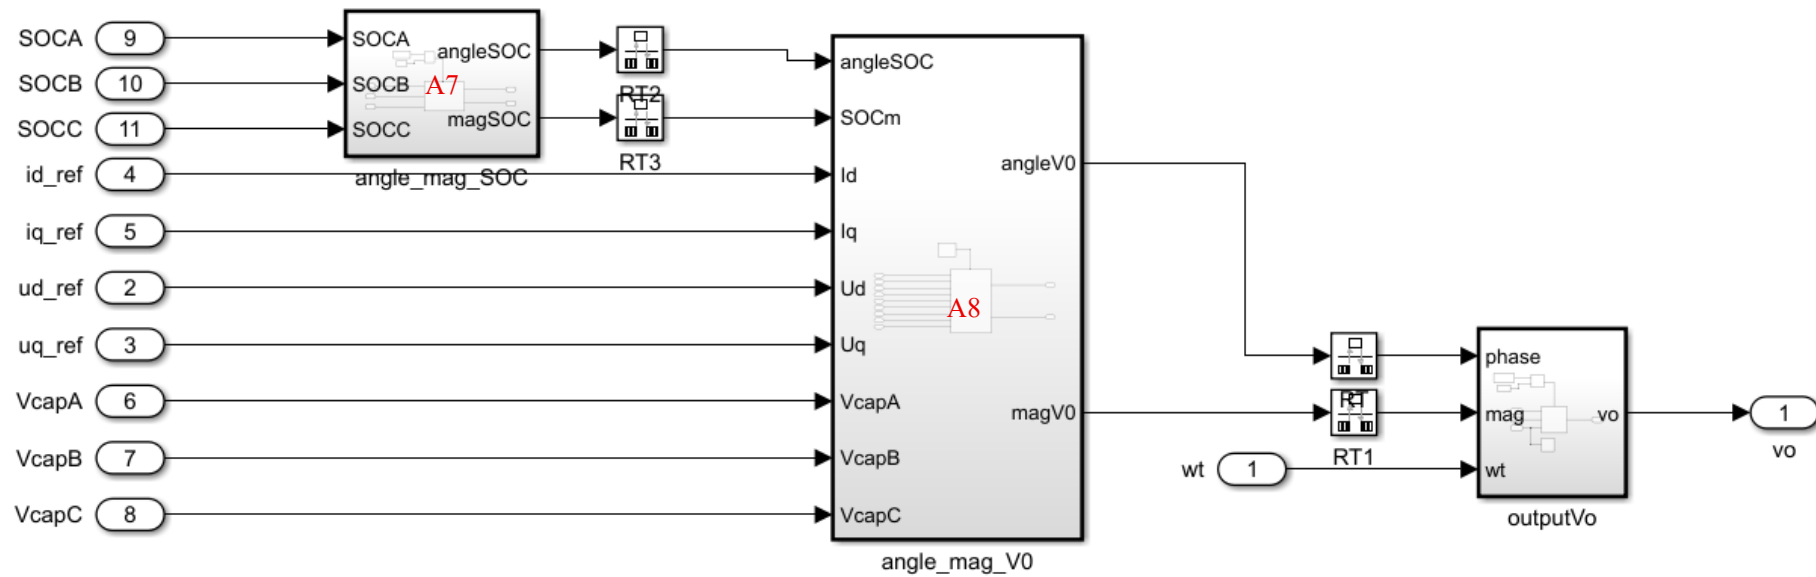 SOCA 9 SOCA angleSOC
SOCB 10 SOCB A7
SOCC 11 SOCC magSOC
angle_mag_SOC
RT2
RT3
angleSOC
SOCm
id_ref 4 Id
iq_ref 5 Iq
ud_ref 2 Ud
uq_ref 3 Uq
VcapA 6 VcapA
VcapB 7 VcapB
VcapC 8 VcapC
A8
angleV0
magV0
angle_mag_V0
RT
RT1
wt 1
phase
mag vo
wt
outputVo
1
vo